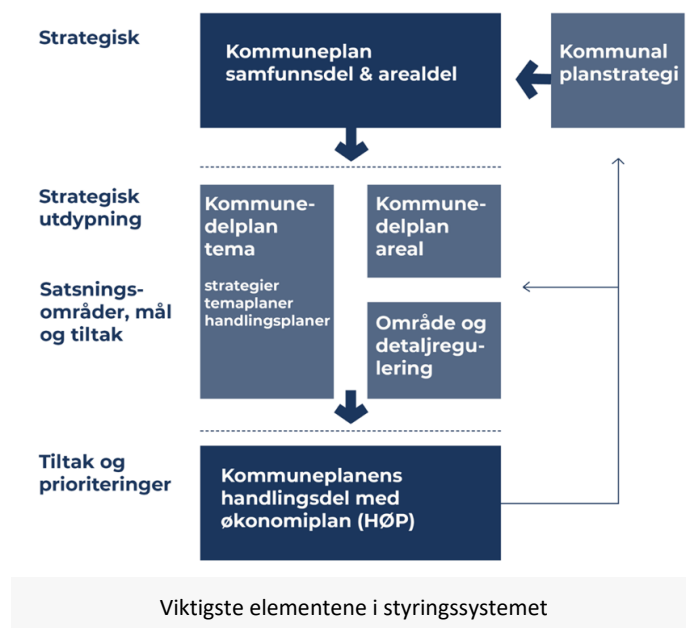 Strategisk
Kommuneplan
samfunnsdel & arealdel
Kommunal
planstrategi
Strategisk
utdypning
Satsnings-
områder, mål
og tiltak
Kommune-
delplan
tema
strategier
temaplaner
handlingsplaner
Kommune-
delplan
areal
Område og
detaljregu-
lering
Tiltak og
prioriteringer
Kommuneplanens
handlingsdel med
økonomiplan (HØP)
Viktigste elementene i styringssystemet